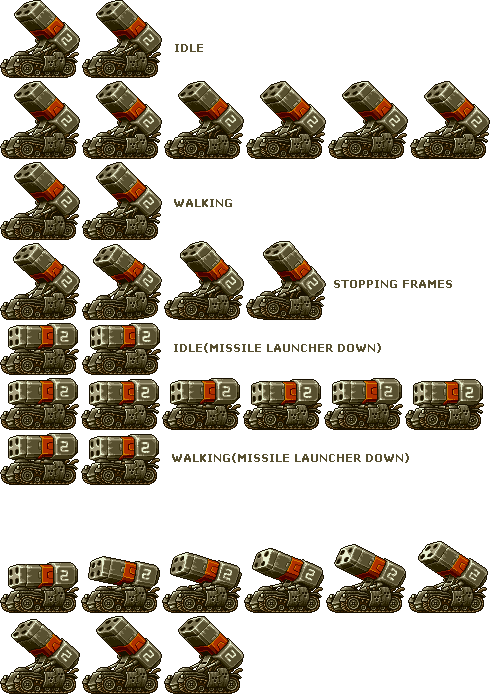 IDLE
WALKING
STOPPING FRAMES
IDLE(MISSILE LAUNCHER DOWN)
WALKING(MISSILE LAUNCHER DOWN)